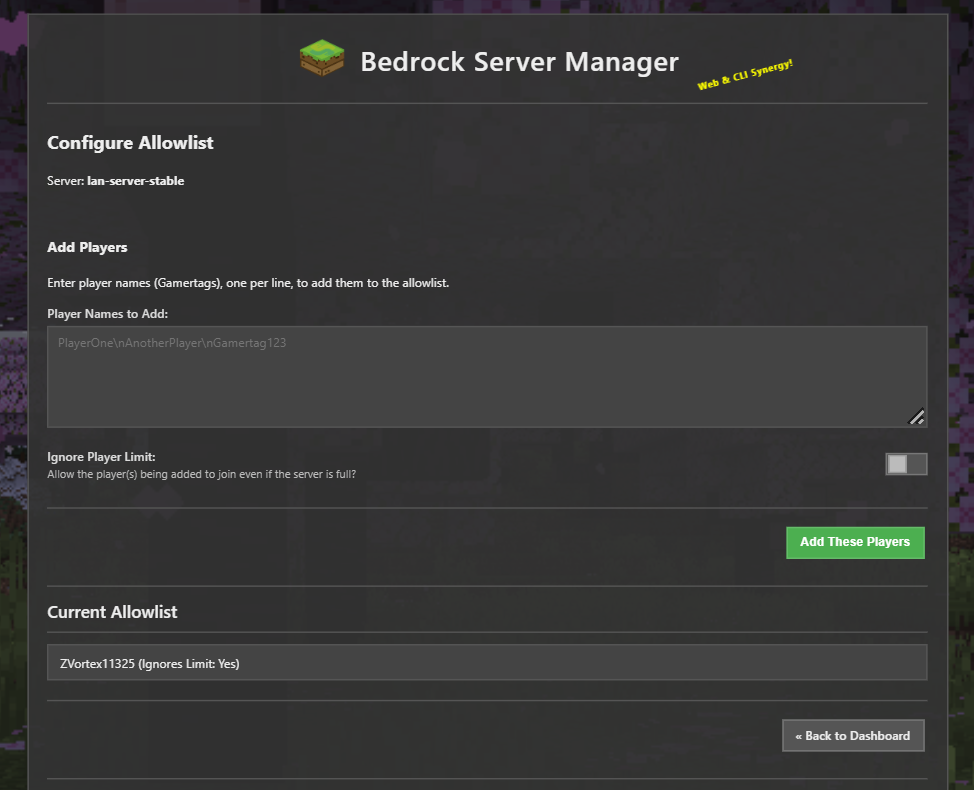 Bedrock Server Manager
Web & CLI Synergy!
Configure Allowlist
Server: lan-server-stable
Add Players
Enter player names (Gamertags), one per line, to add them to the allowlist.
Player Names to Add:
PlayerOne\nAnotherPlayer\nGamertag123
Ignore Player Limit:
Allow the player(s) being added to join even if the server is full?
Add These Players
Current Allowlist
ZVortex11325 (Ignores Limit: Yes)
« Back to Dashboard